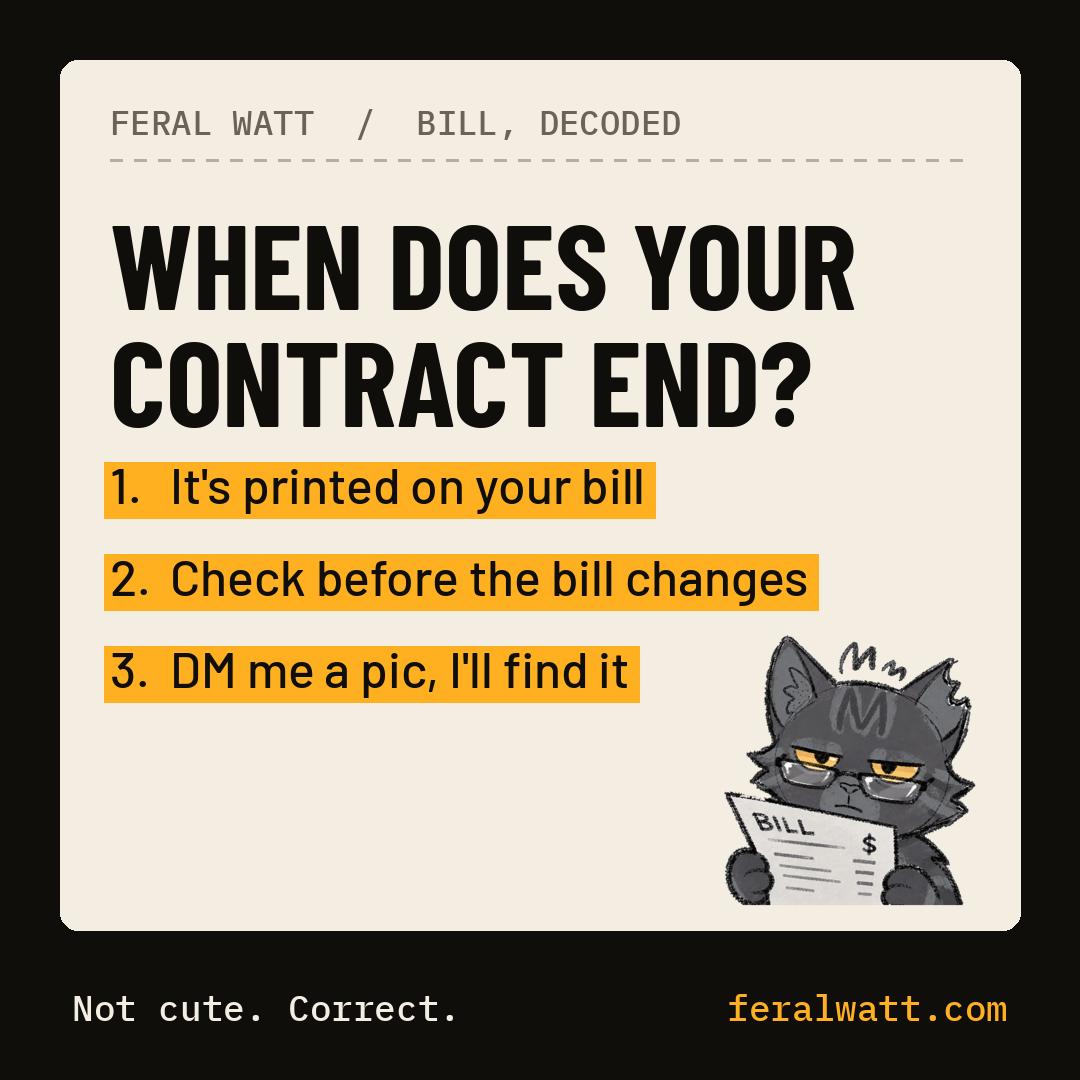 FERAL WATT / BILL, DECODED
WHEN DOES YOUR
CONTRACT END?
1. It's printed on your bill
2. Check before the bill changes
3. DM me a pic, I'll find it
M
BILL
$
Not cute. Correct.
feralwatt.com